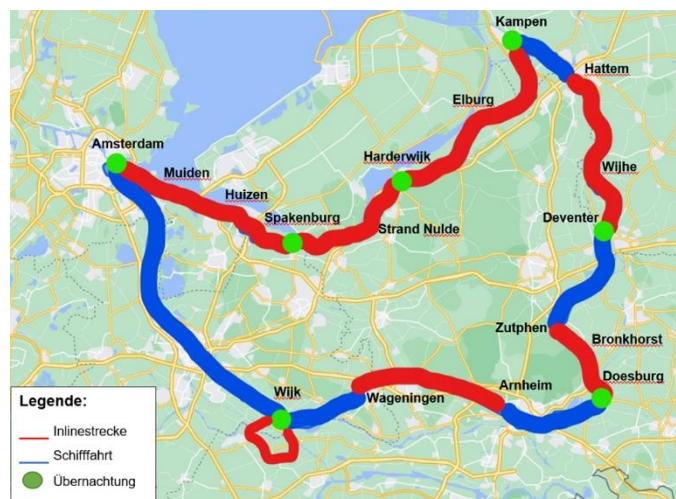 Kampen
Hattem
Elburg
Amsterdam
Muiden
Harderwijk
Wijhe
Huizen
Spakenburg
Deventer
Strand Nulde
Zutphen
Bronkhorst
Doesburg
Wijk
Wageningen
Arnheim
Legende:
Inlinestrecke
Schifffahrt
Übernachtung